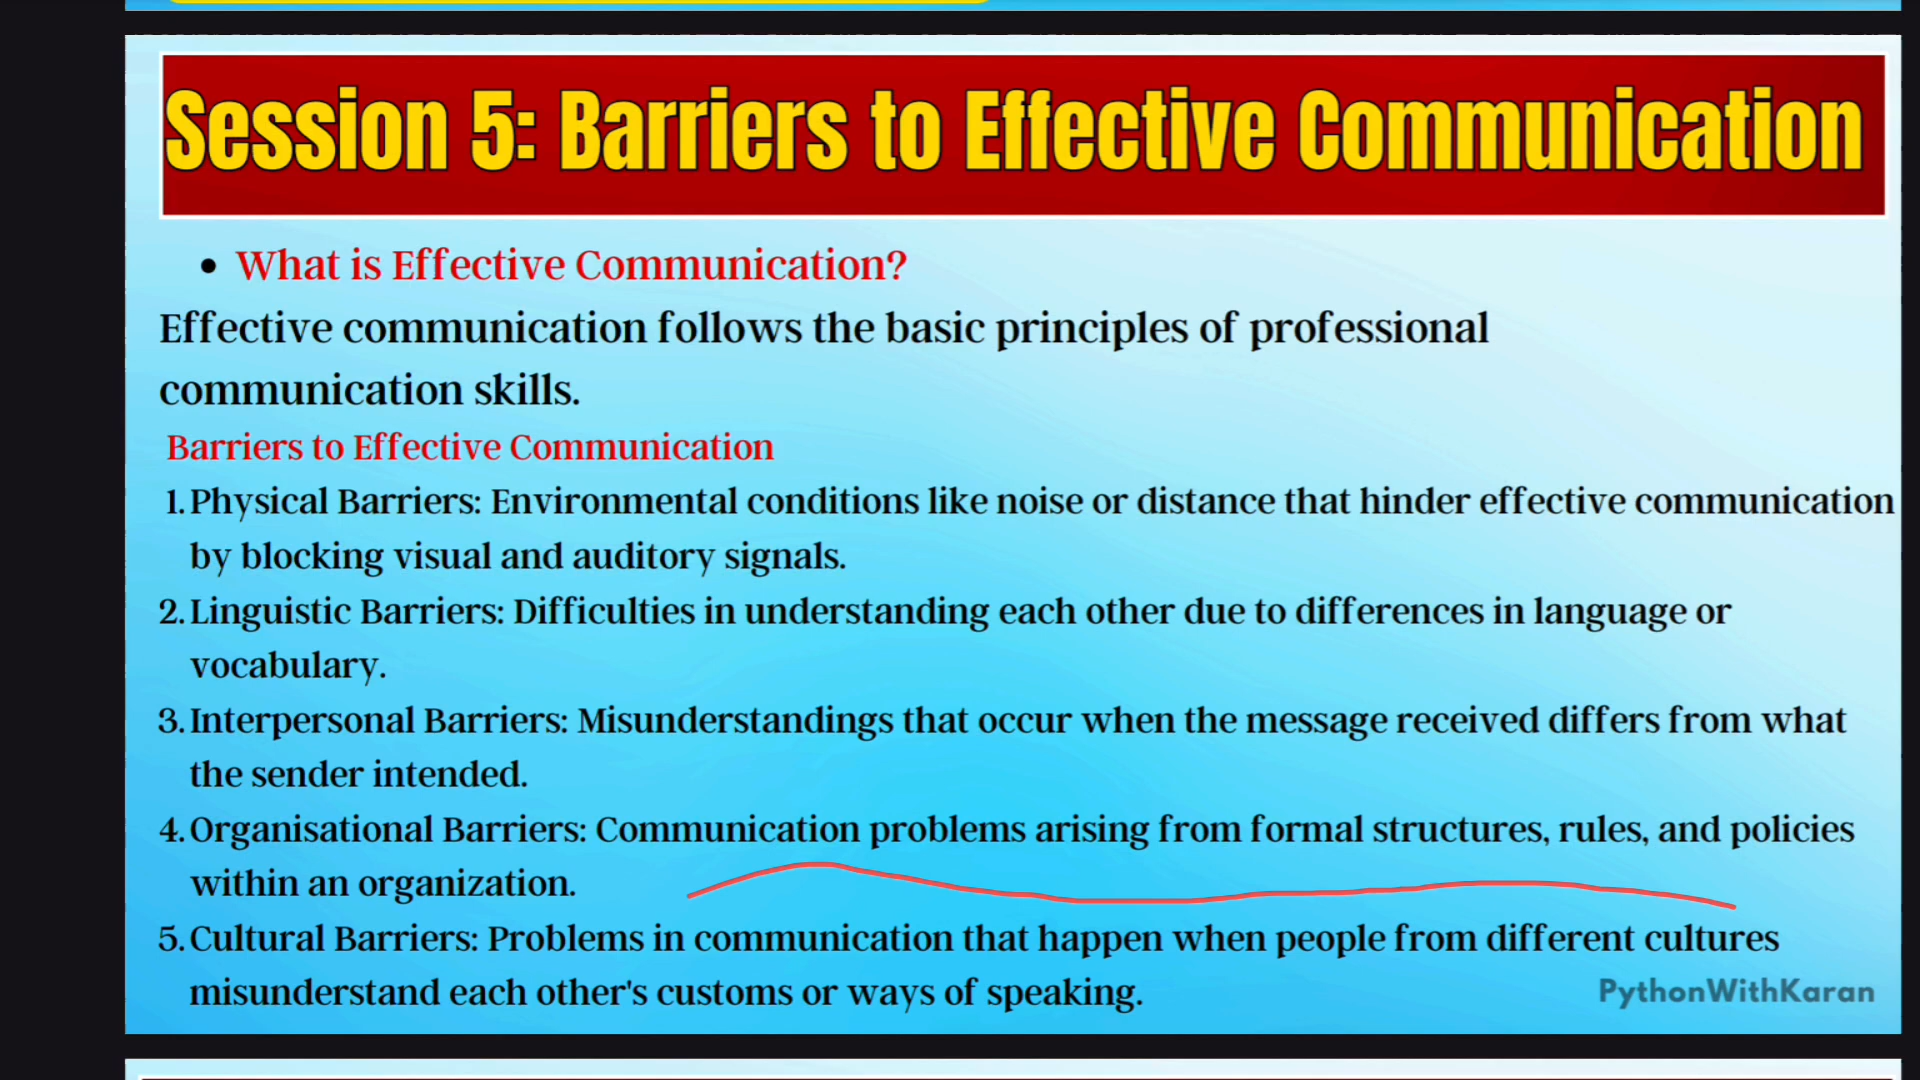 Session 5: Barriers to Effective Communication
• What is Effective Communication?
Effective communication follows the basic principles of professional
communication skills.
Barriers to Effective Communication
1. Physical Barriers: Environmental conditions like noise or distance that hinder effective communication
by blocking visual and auditory signals.
2. Linguistic Barriers: Difficulties in understanding each other due to differences in language or
vocabulary.
3. Interpersonal Barriers: Misunderstandings that occur when the message received differs from what
the sender intended.
4. Organisational Barriers: Communication problems arising from formal structures, rules, and policies
within an organization.
5. Cultural Barriers: Problems in communication that happen when people from different cultures
misunderstand each other's customs or ways of speaking.
PythonWithKaran